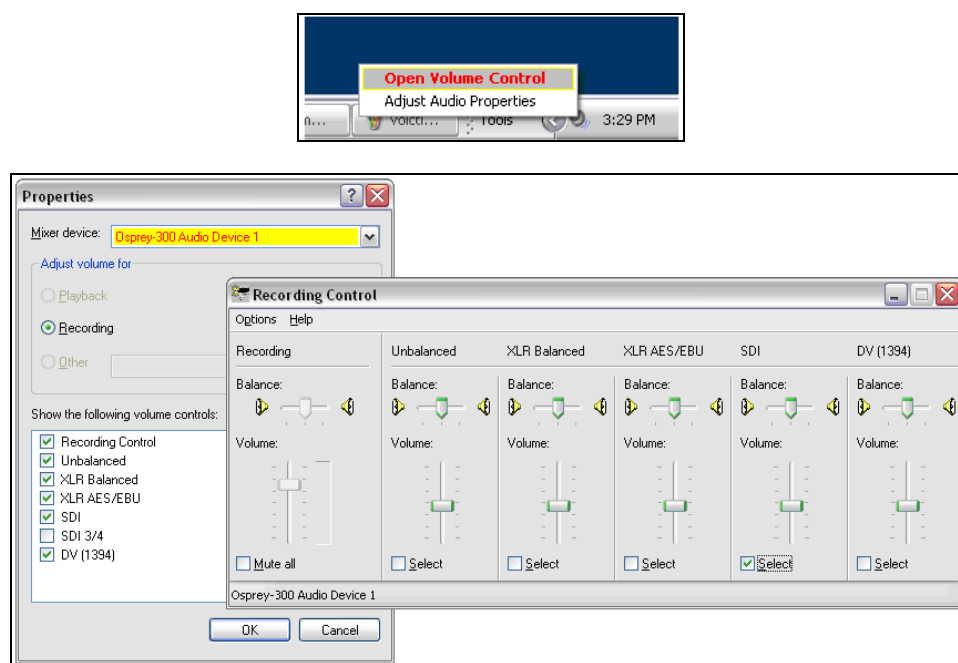 Open Volume Control
Adjust Audio Properties
n...
Tools
3:29 PM
Properties
Mixer device:
Osprey-300 Audio Device 1
Adjust volume for
Playback
Recording
Other
Show the following volume controls:
Recording Control
Unbalanced
XLR Balanced
XLR AES/EBU
SDI
SDI 3/4
DV (1394)
OK Cancel
Recording Control
Options Help
Recording Unbalanced XLR Balanced XLR AES/EBU SDI DV (1394)
Balance: Balance: Balance: Balance: Balance: Balance:
Volume: Volume: Volume: Volume: Volume: Volume:
Mute all Select Select Select Select Select
Osprey-300 Audio Device 1